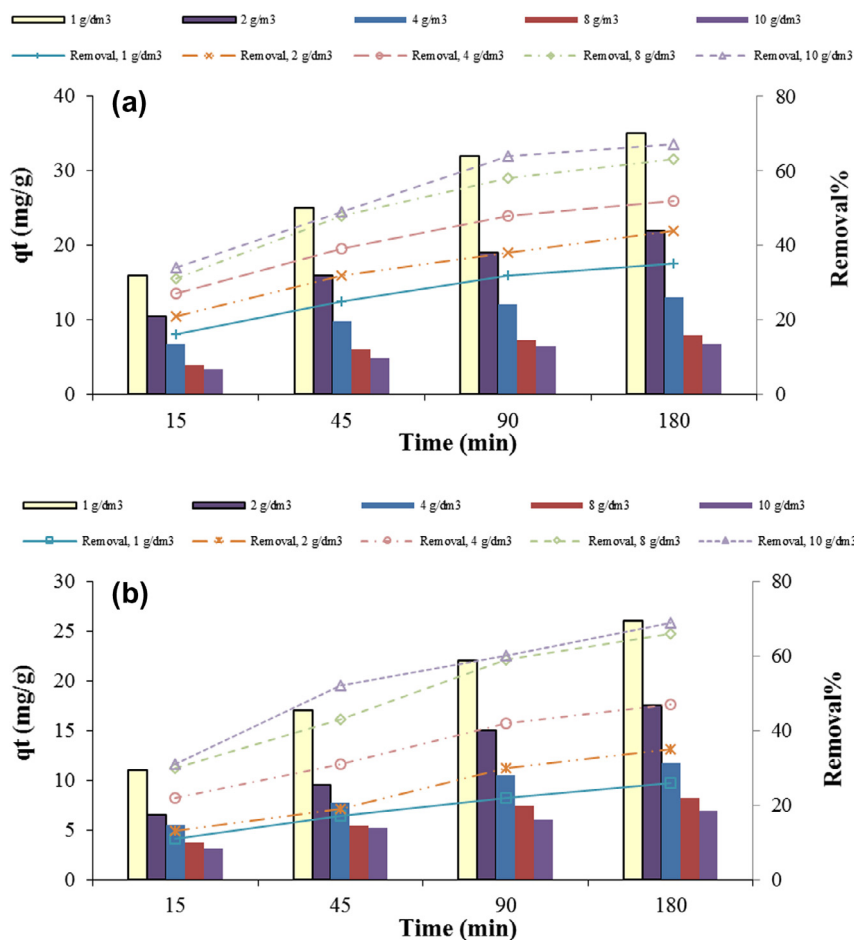 1 g/dm3 2 g/m3 4 g/m3 8 g/m3 10 g/dm3
Removal, 1 g/dm3 Removal, 2 g/dm3 Removal, 4 g/dm3 Removal, 8 g/dm3 Removal, 10 g/dm3
(a)
qt (mg/g)
40
30
20
10
0
Removal%
80
60
40
20
0
15 45 90 180
Time (min)
1 g/dm3 2 g/dm3 4 g/dm3 8 g/dm3 10 g/dm3
Removal, 1 g/dm3 Removal, 2 g/dm3 Removal, 4 g/dm3 Removal, 8 g/dm3 Removal, 10 g/dm3
(b)
qt (mg/g)
30
25
20
15
10
5
0
Removal%
80
60
40
20
0
15 45 90 180
Time (min)